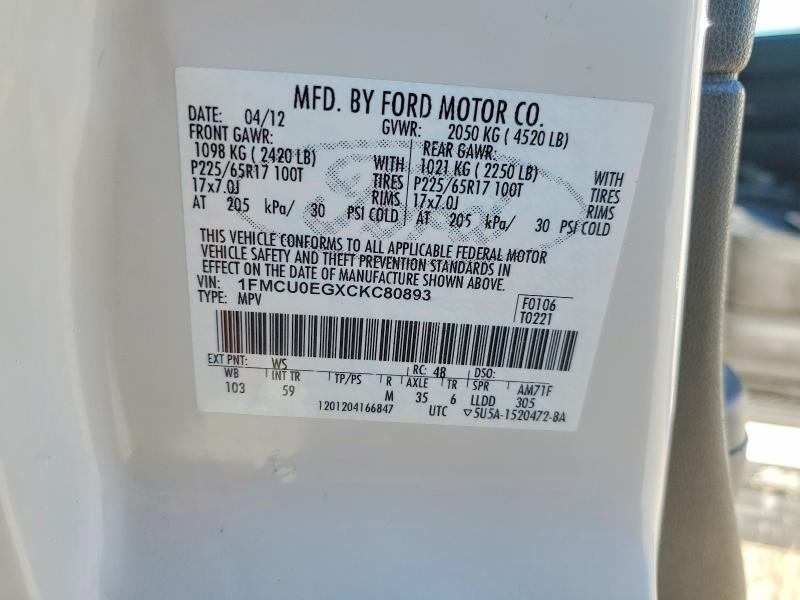 MFD. BY FORD MOTOR CO.
DATE: 04/12 GVWR: 2050 KG ( 4520 LB)
FRONT GAWR: REAR GAWR:
1098 KG ( 2420 LB) WITH 1021 KG ( 2250 LB) WITH
P225/65R17 100T TIRES P225/65R17 100T TIRES
17x7.0J RIMS 17x7.0J RIMS
AT 205 kPa/ 30 PSI COLD AT 205 kPa/ 30 PSI COLD
THIS VEHICLE CONFORMS TO ALL APPLICABLE FEDERAL MOTOR
VEHICLE SAFETY AND THEFT PREVENTION STANDARDS IN
EFFECT ON THE DATE OF MANUFACTURE SHOWN ABOVE.
VIN: 1FMCU0EGXCKC80893
TYPE: MPV
F0106
T0221
EXT PNT: WS RC: 48 DSO:
WB INT TR TP/PS R AXLE TR SPR AM71F
103 59 M 35 6 LLDD 305
1201204166847 UTC ▽5U5A-1520472-BA
Ford